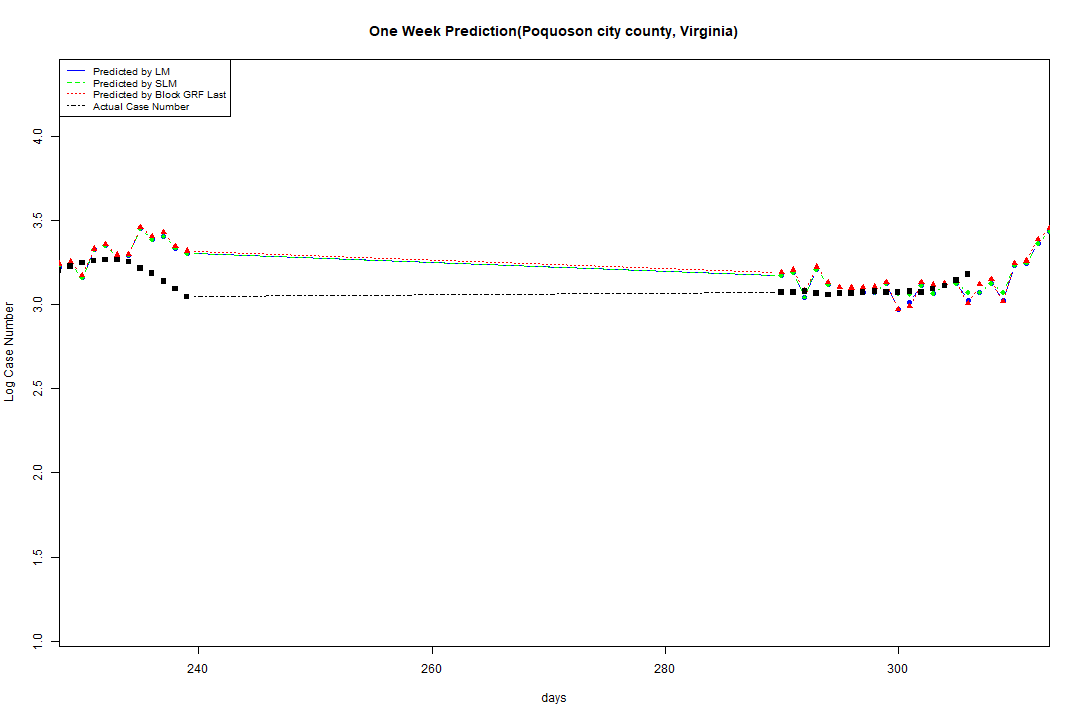 One Week Prediction(Poquoson city county, Virginia)
Predicted by LM
Predicted by SLM
Predicted by Block GRF Last
Actual Case Number
Log Case Number
4.0
3.5
3.0
2.5
2.0
1.5
1.0
240 260 280 300
days